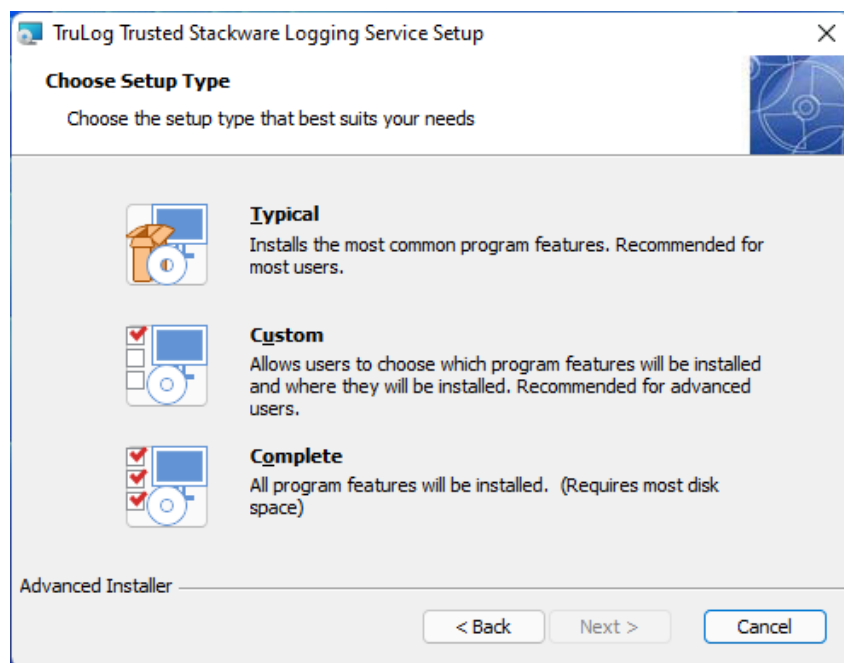 TruLog Trusted Stackware Logging Service Setup
Choose Setup Type
Choose the setup type that best suits your needs
Typical
Installs the most common program features. Recommended for
most users.
Custom
Allows users to choose which program features will be installed
and where they will be installed. Recommended for advanced
users.
Complete
All program features will be installed.  (Requires most disk
space)
Advanced Installer
< Back
Next >
Cancel